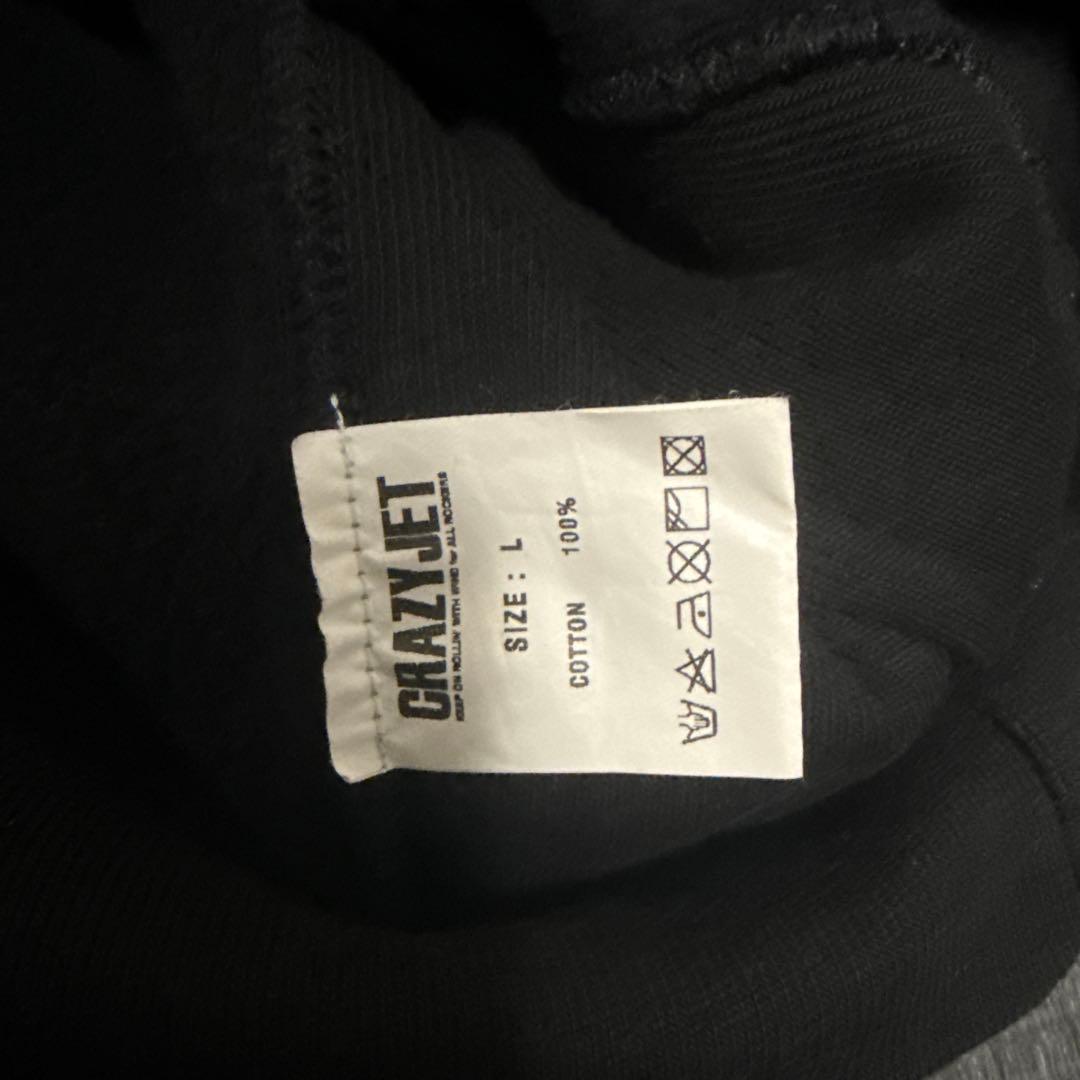 CRAZY JET
KEEP ON ROLLIN' WITH WIND for ALL ROCKERS
SIZE : L
COTTON 100%